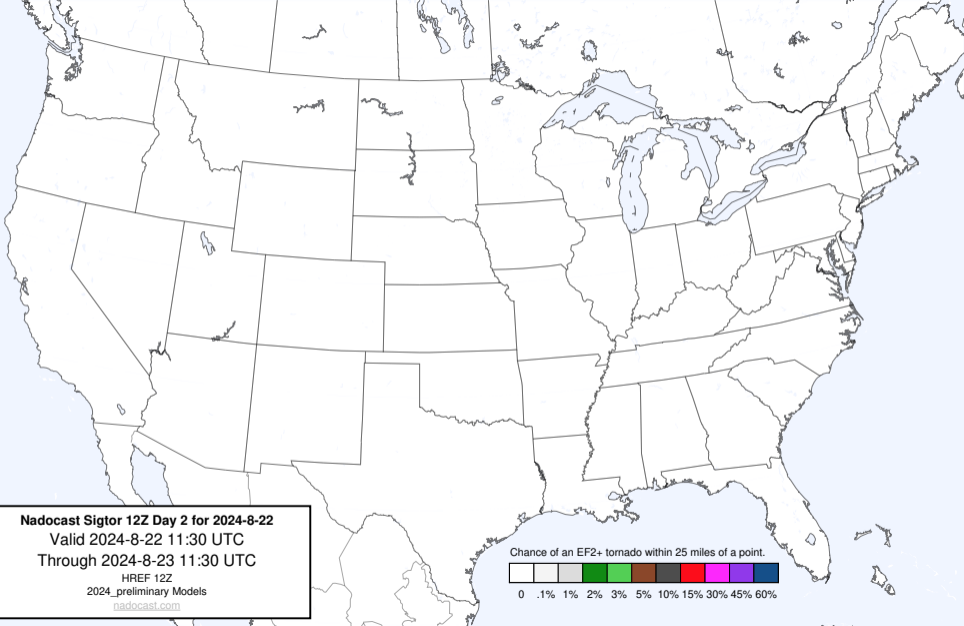 Nadocast Sigtor 12Z Day 2 for 2024-8-22
Valid 2024-8-22 11:30 UTC
Through 2024-8-23 11:30 UTC
HREF 12Z
2024_preliminary Models
nadocast.com
Chance of an EF2+ tornado within 25 miles of a point.
0 .1% 1% 2% 3% 5% 10% 15% 30% 45% 60%